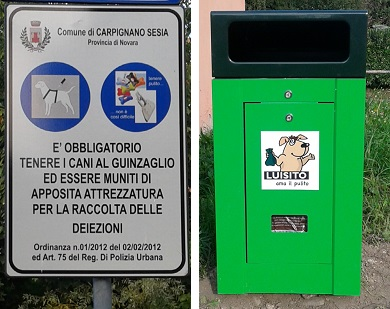 Comune di CARPIGNANO SESIA
Provincia di Novara
tenere
pulito...
...non è
così difficile
E' OBBLIGATORIO
TENERE I CANI AL GUINZAGLIO
ED ESSERE MUNITI DI
APPOSITA ATTREZZATURA
PER LA RACCOLTA DELLE
DEIEZIONI
Ordinanza n.01/2012 del 02/02/2012
ed Art. 75 del Reg. Di Polizia Urbana
LUISITO
ama il pulito